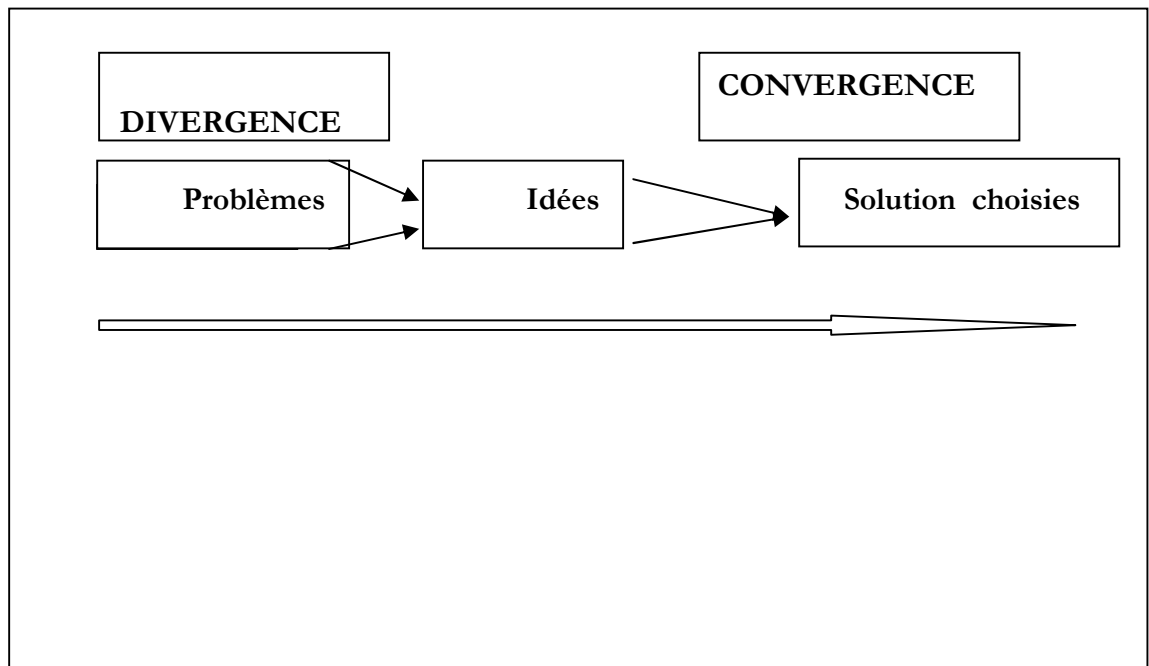 DIVERGENCE
CONVERGENCE
Problèmes
Idées
Solution choisies